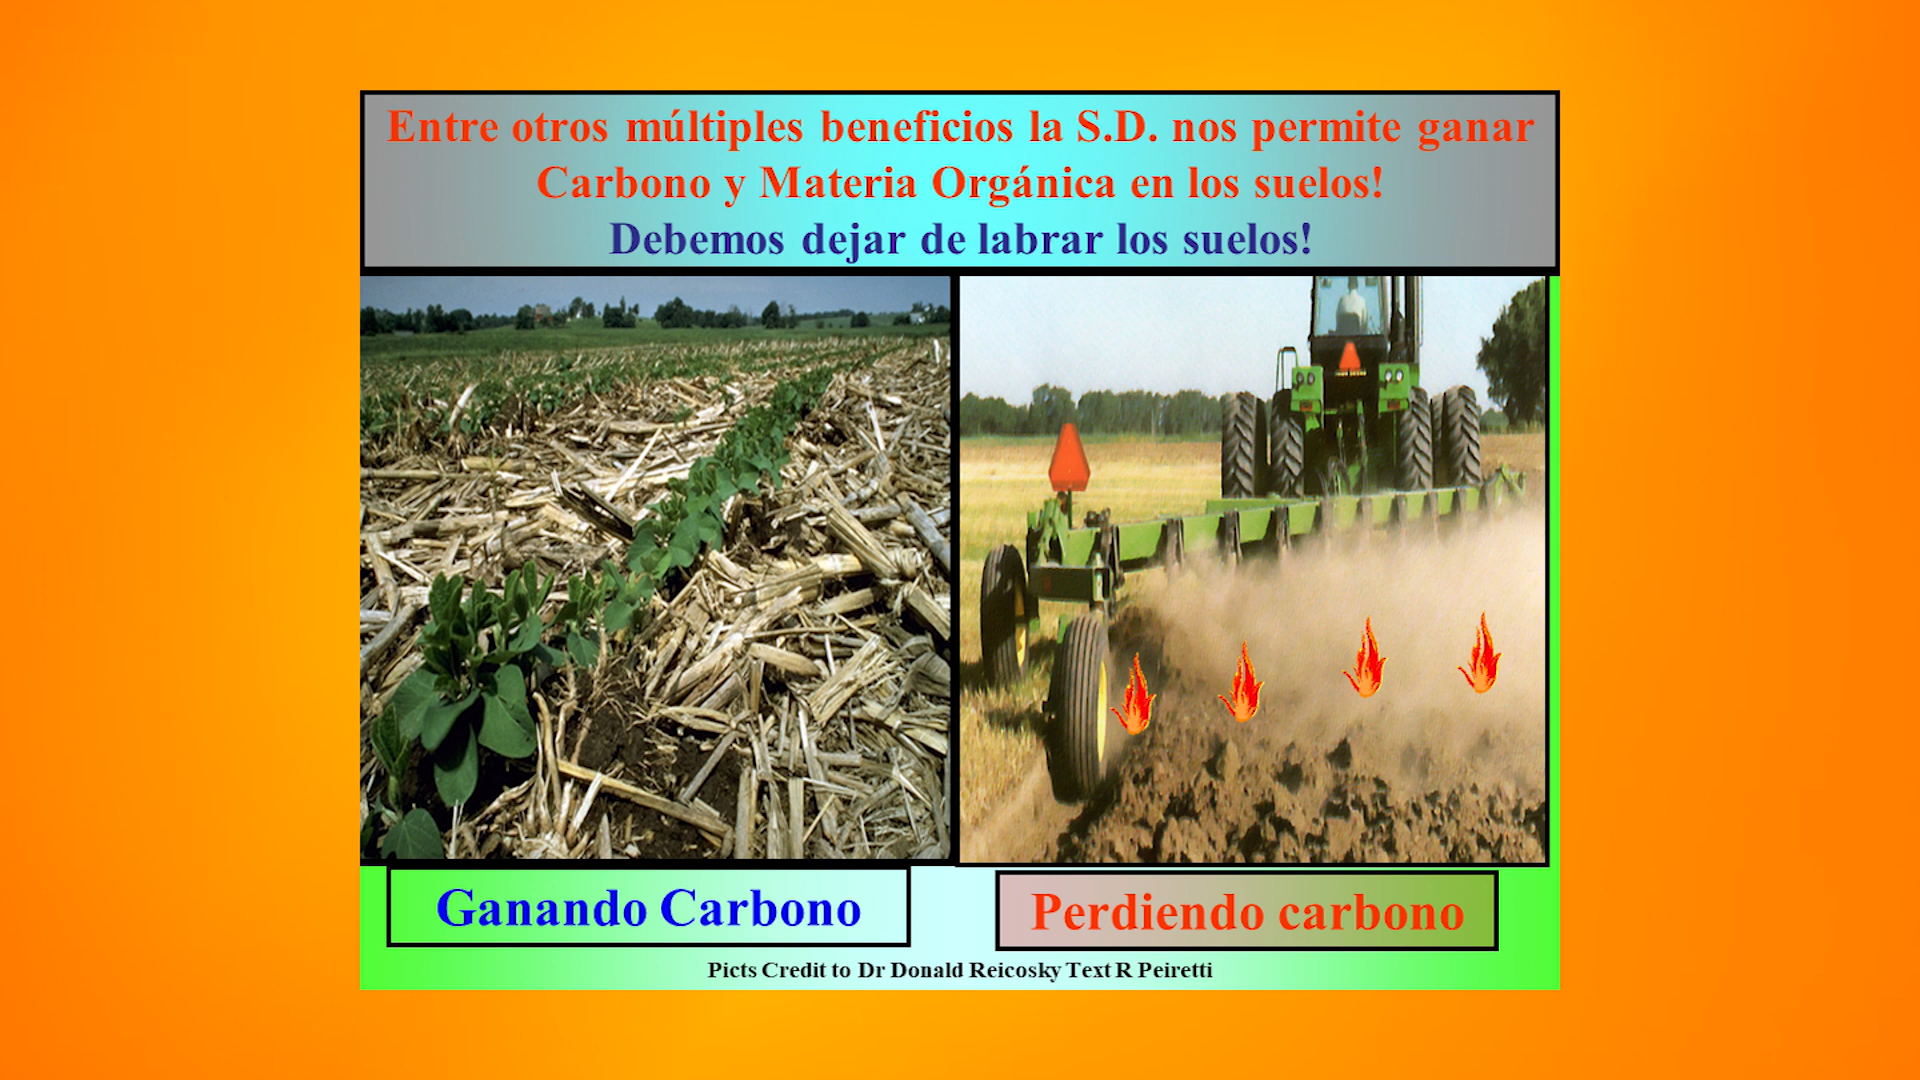 Entre otros múltiples beneficios la S.D. nos permite ganar
Carbono y Materia Orgánica en los suelos!
Debemos dejar de labrar los suelos!
Ganando Carbono
Perdiendo carbono
Picts Credit to Dr Donald Reicosky Text R Peiretti